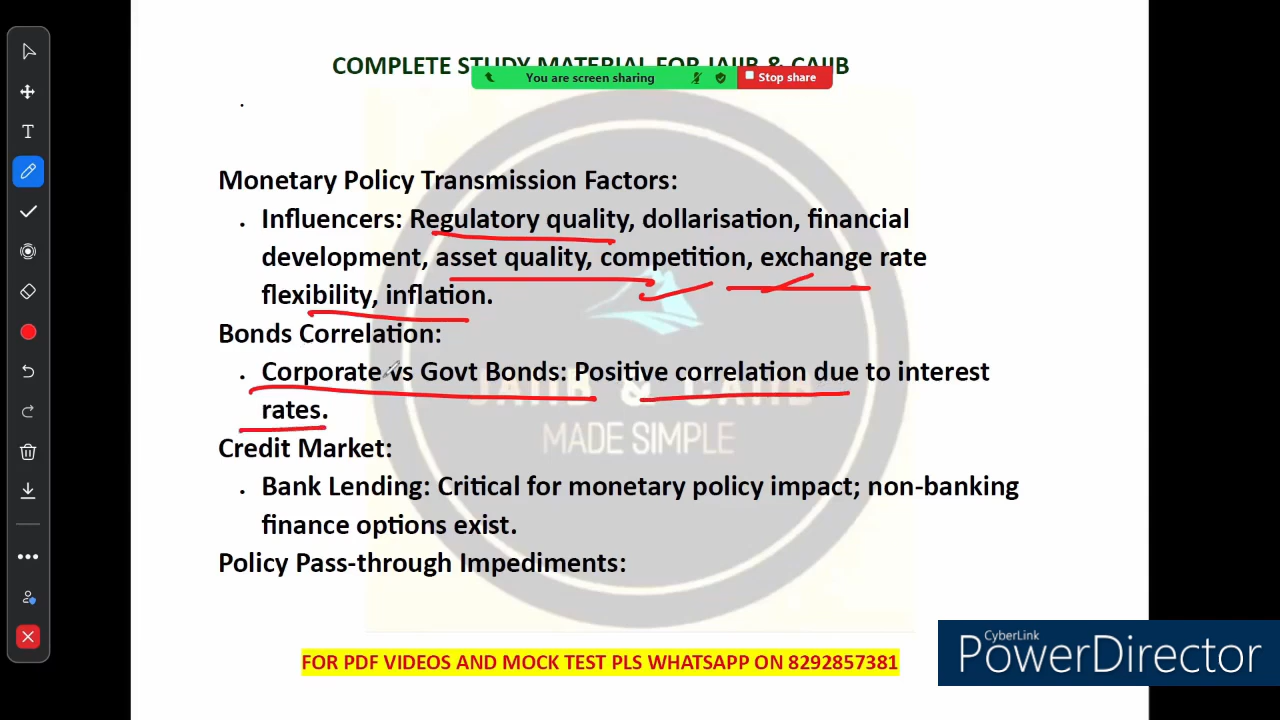 COMPLETE STUDY MATERIAL FOR JAIIB & CAIIB
You are screen sharing
Stop share
Monetary Policy Transmission Factors:
• Influencers: Regulatory quality, dollarisation, financial
development, asset quality, competition, exchange rate
flexibility, inflation.
Bonds Correlation:
• Corporate vs Govt Bonds: Positive correlation due to interest
rates.
JAIIB & CAIIB
Credit Market:
MADE SIMPLE
• Bank Lending: Critical for monetary policy impact; non-banking
finance options exist.
Policy Pass-through Impediments:
FOR PDF VIDEOS AND MOCK TEST PLS WHATSAPP ON 8292857381
CyberLink
PowerDirector